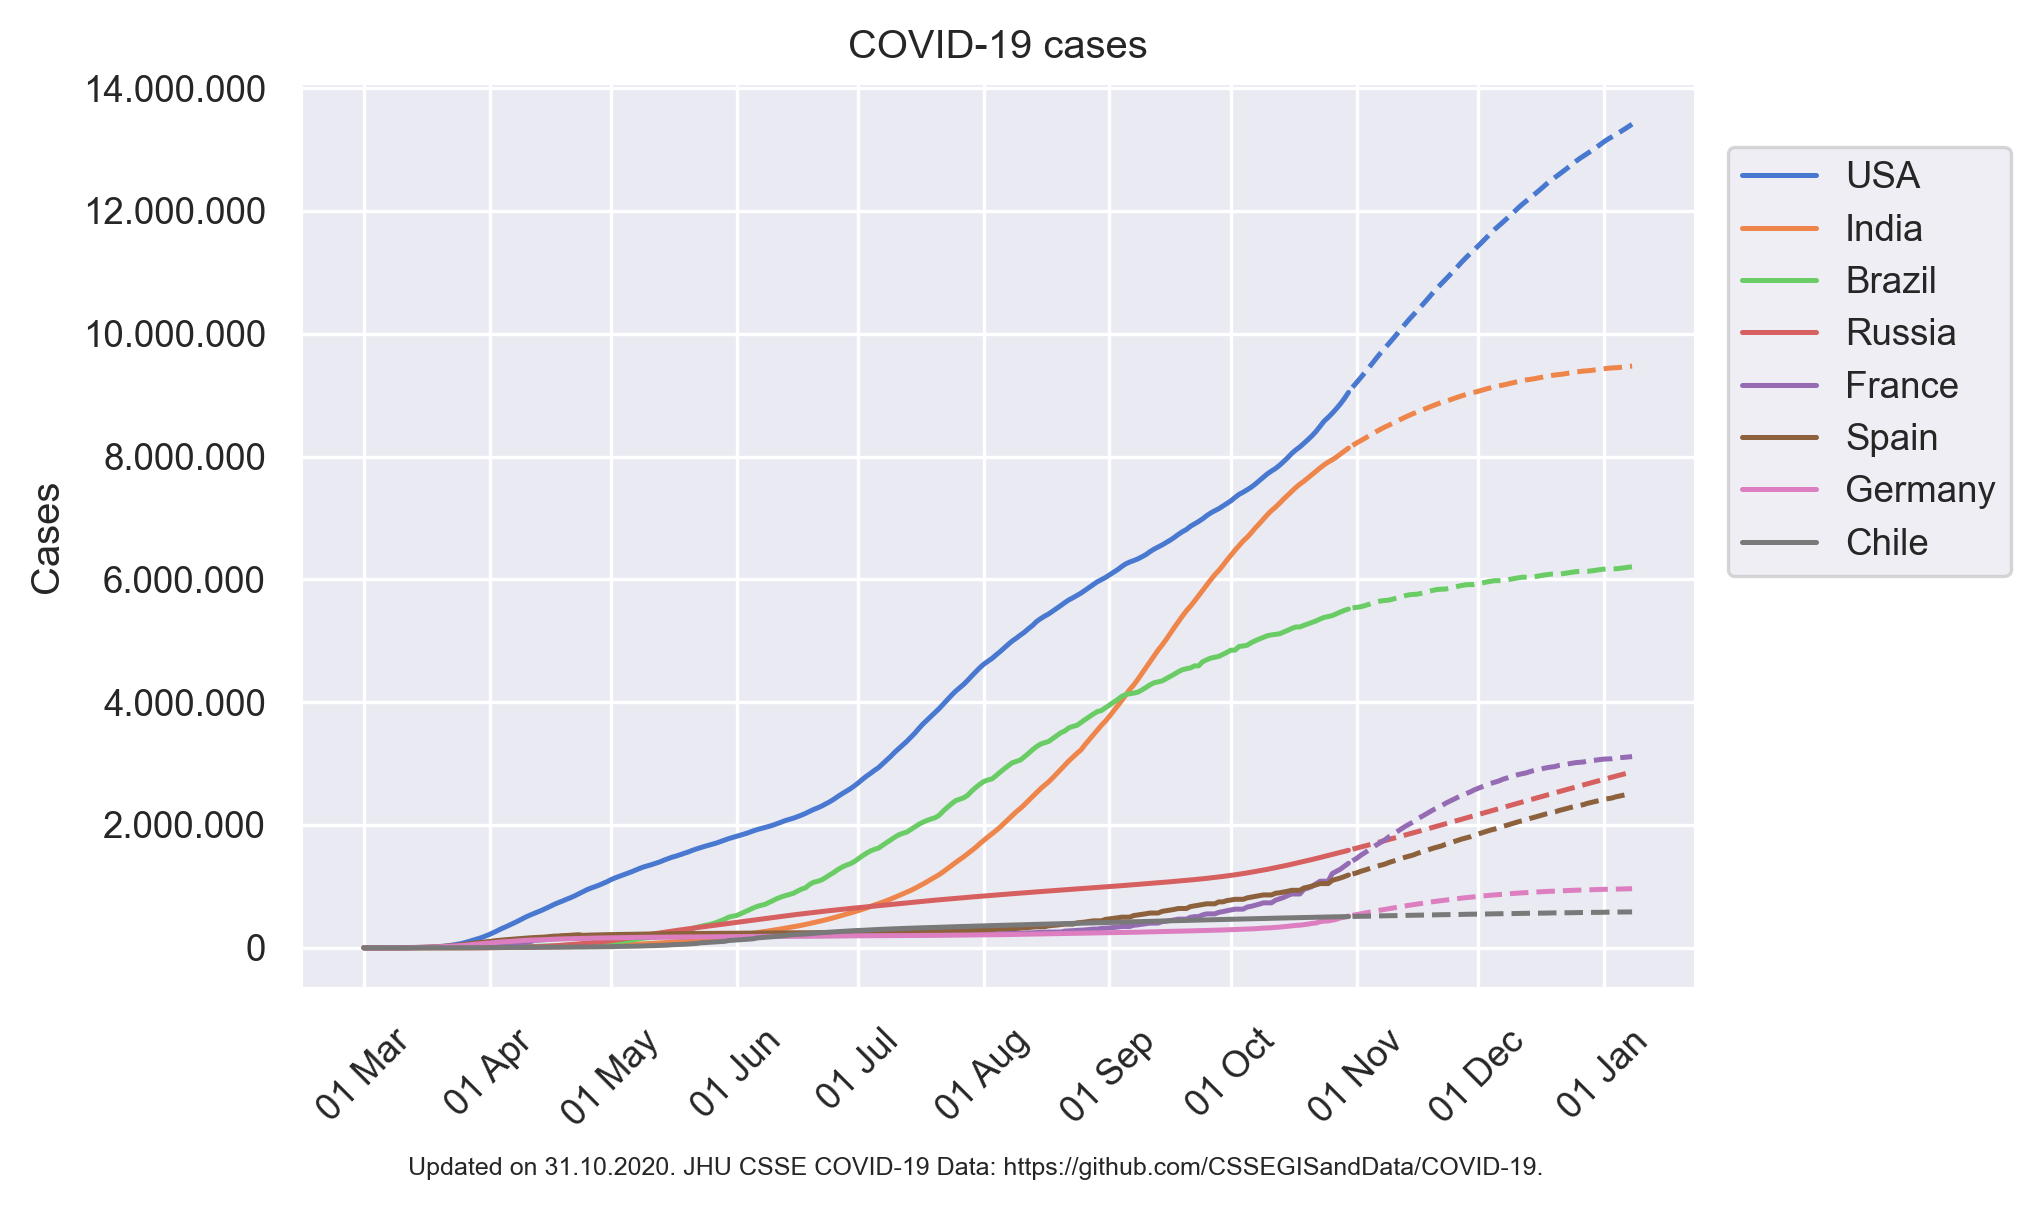 COVID-19 cases
14.000.000
12.000.000
10.000.000
8.000.000
6.000.000
4.000.000
2.000.000
0
Cases
USA
India
Brazil
Russia
France
Spain
Germany
Chile
01 Mar
01 Apr
01 May
01 Jun
01 Jul
01 Aug
01 Sep
01 Oct
01 Nov
01 Dec
01 Jan
Updated on 31.10.2020. JHU CSSE COVID-19 Data: https://github.com/CSSEGISandData/COVID-19.